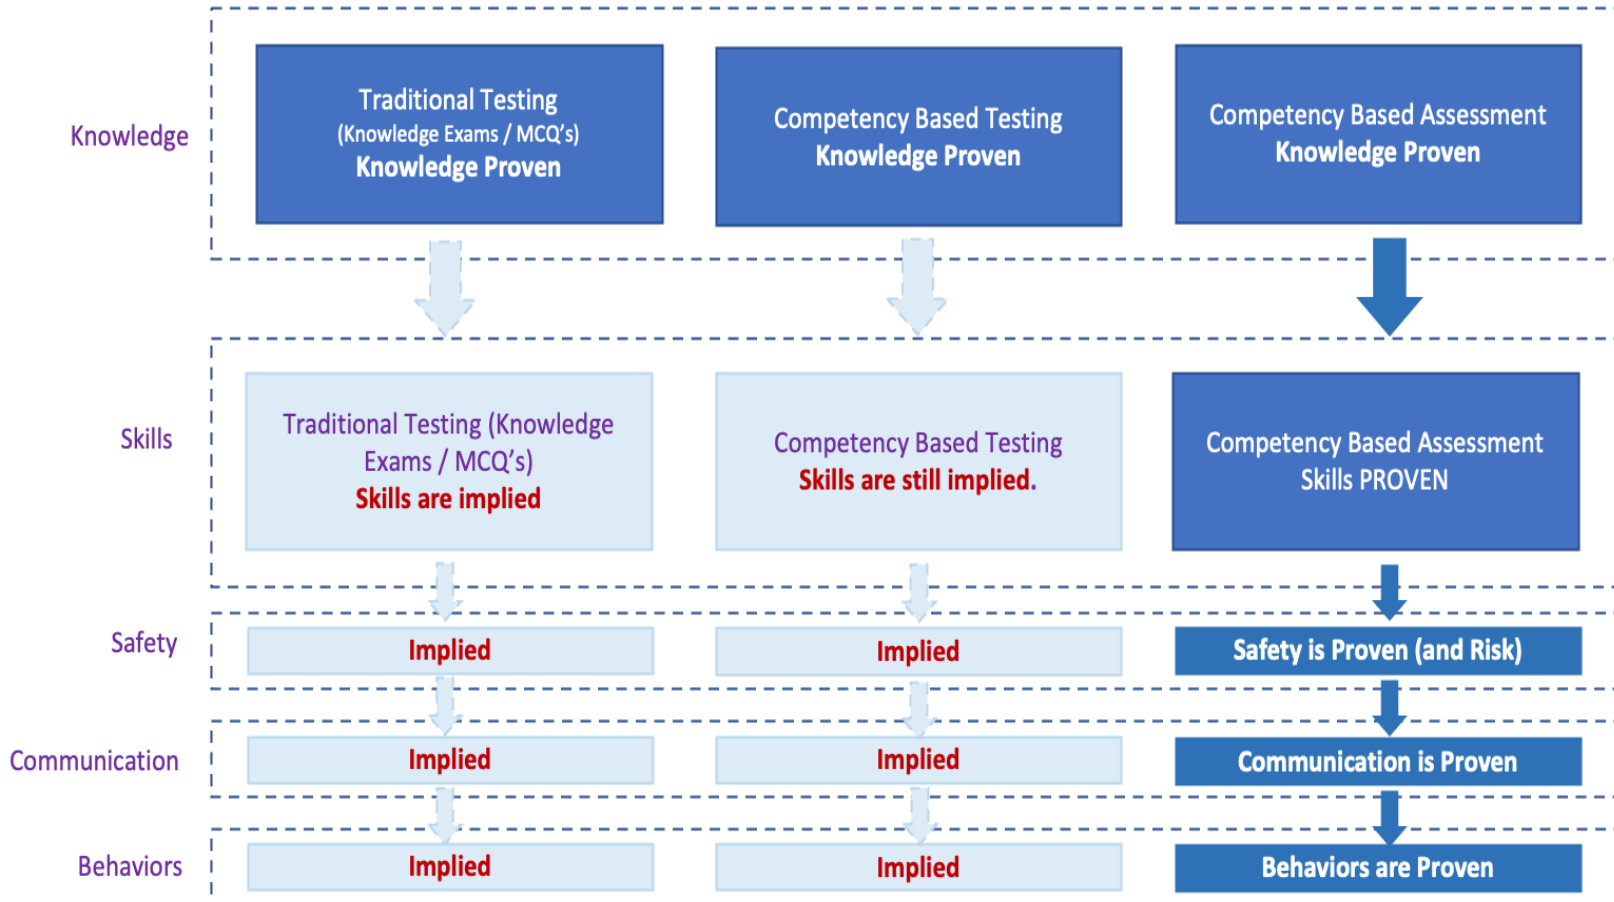 Knowledge
Traditional Testing
(Knowledge Exams / MCQ's)
Knowledge Proven
Competency Based Testing
Knowledge Proven
Competency Based Assessment
Knowledge Proven
Skills
Traditional Testing (Knowledge
Exams / MCQ's)
Skills are implied
Competency Based Testing
Skills are still implied.
Competency Based Assessment
Skills PROVEN
Safety
Implied
Implied
Safety is Proven (and Risk)
Communication
Implied
Implied
Communication is Proven
Behaviors
Implied
Implied
Behaviors are Proven